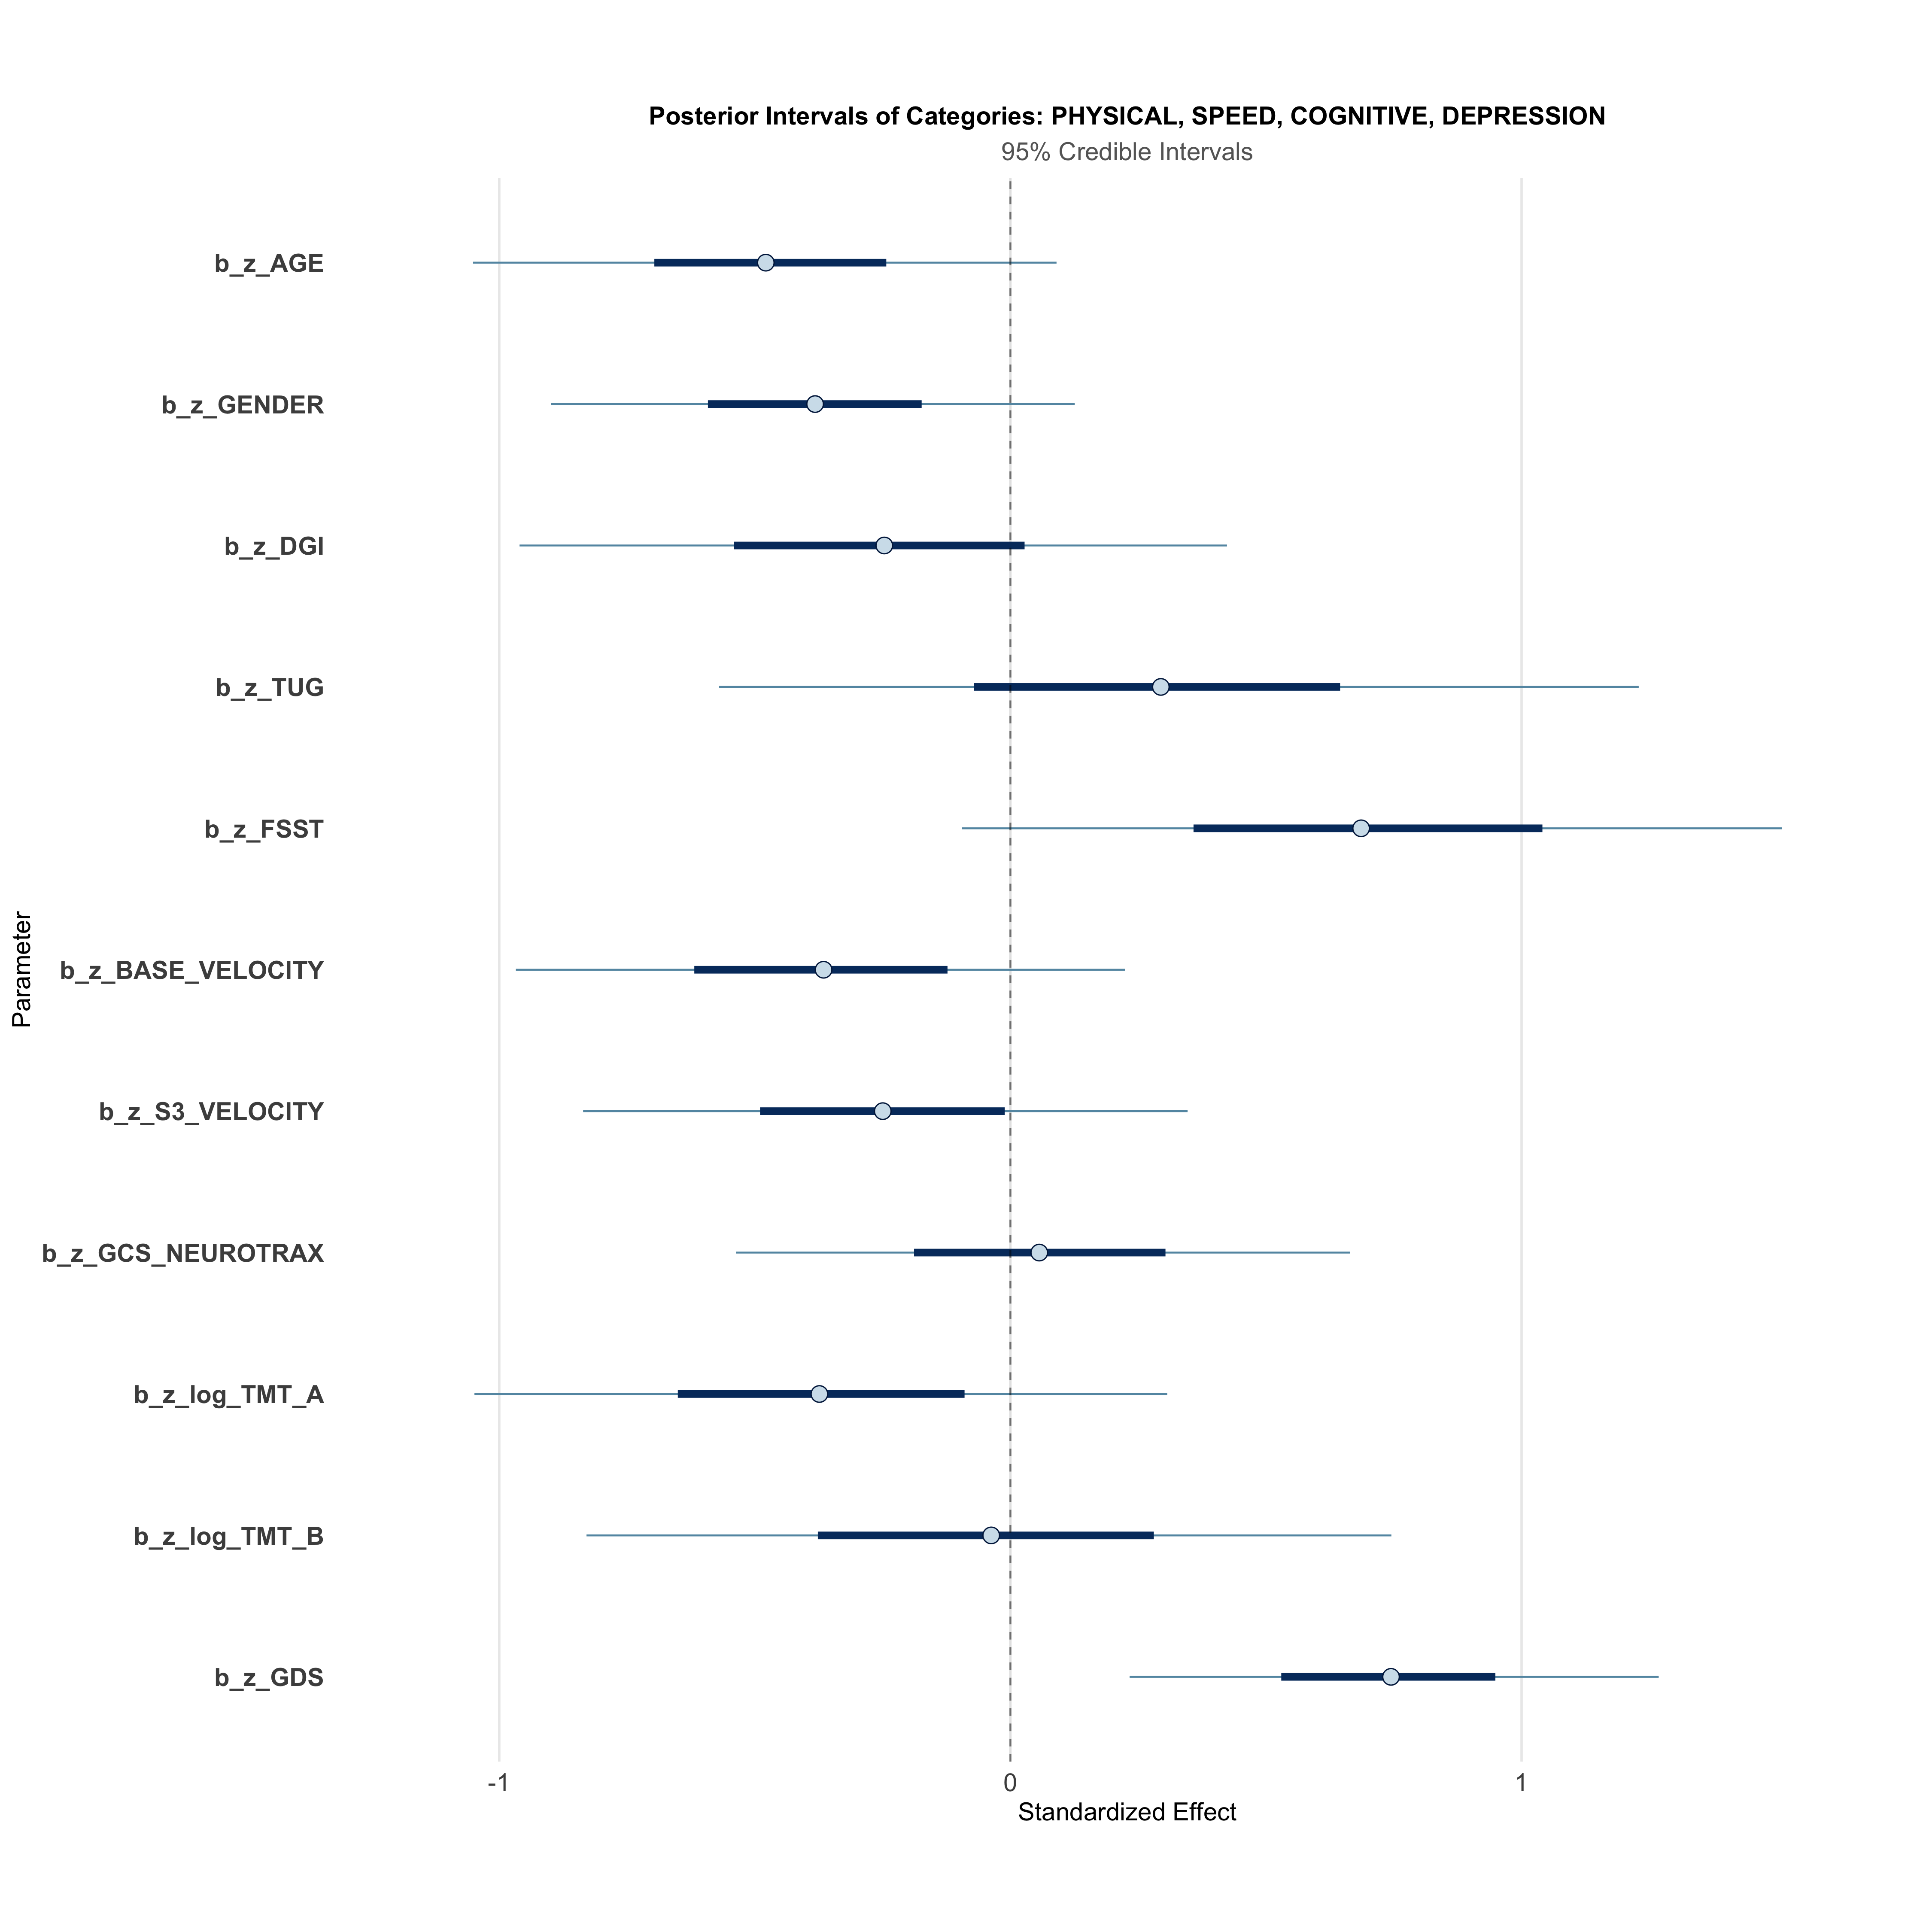 Posterior Intervals of Categories: PHYSICAL, SPEED, COGNITIVE, DEPRESSION
95% Credible Intervals
b_z_AGE
b_z_GENDER
b_z_DGI
b_z_TUG
b_z_FSST
b_z_BASE_VELOCITY
b_z_S3_VELOCITY
b_z_GCS_NEUROTRAX
b_z_log_TMT_A
b_z_log_TMT_B
b_z_GDS
Parameter
-1 0 1
Standardized Effect